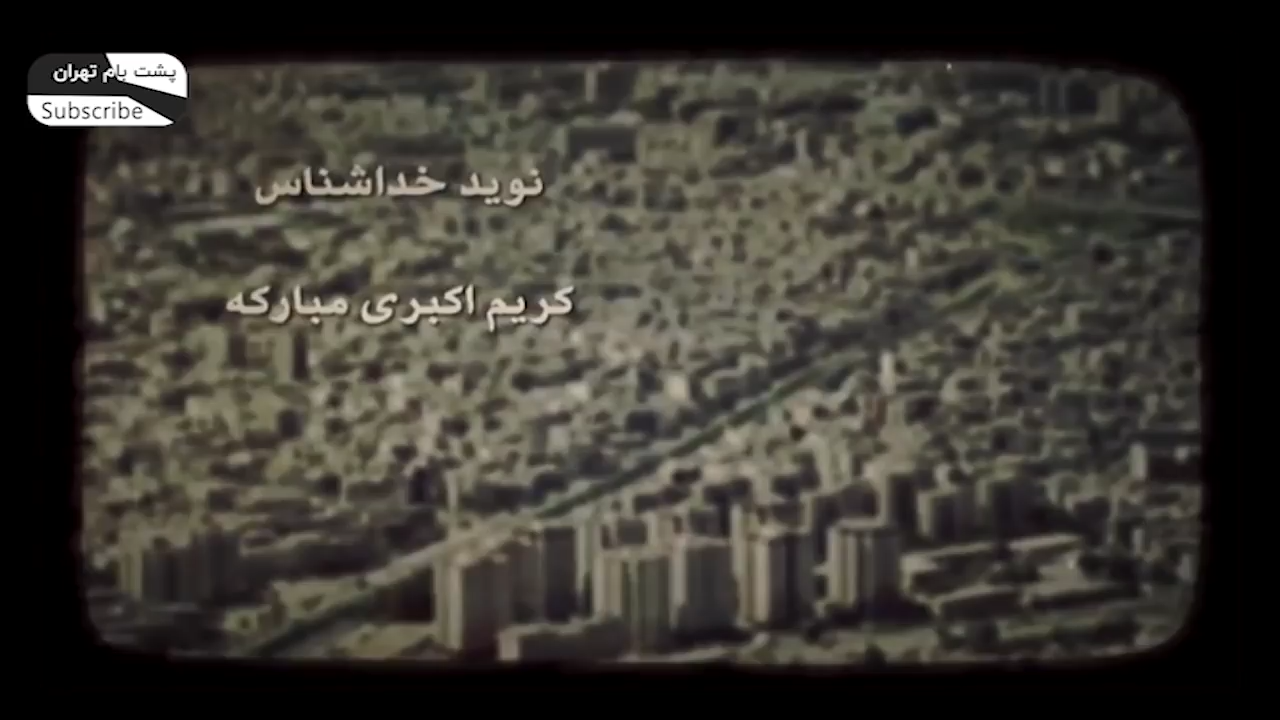 پشت بام تهران
Subscribe
نوید خداشناس
کریم اکبری مبارکه